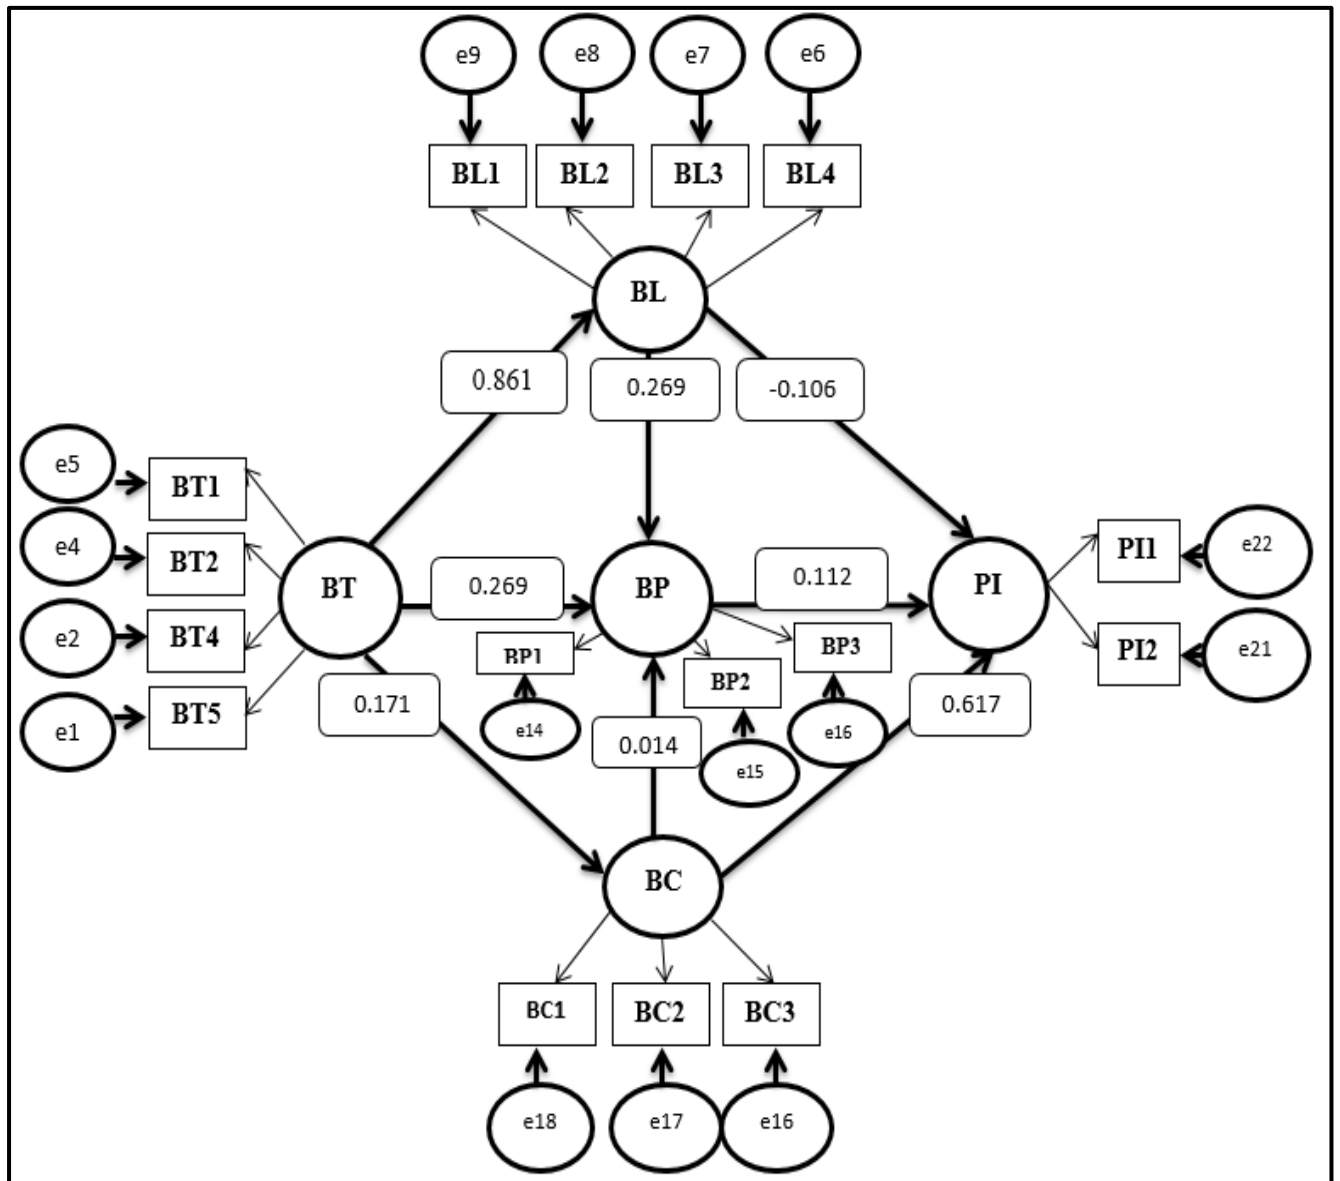 e9 e8 e7 e6
BL1 BL2 BL3 BL4
BL
0.861 0.269 -0.106
e5 BT1
e4 BT2
e2 BT4
e1 BT5
BT 0.269 BP 0.112 PI
PI1 e22
PI2 e21
BP1 BP2 BP3
e14 e15 e16
0.171 0.014 0.617
BC
BC1 BC2 BC3
e18 e17 e16